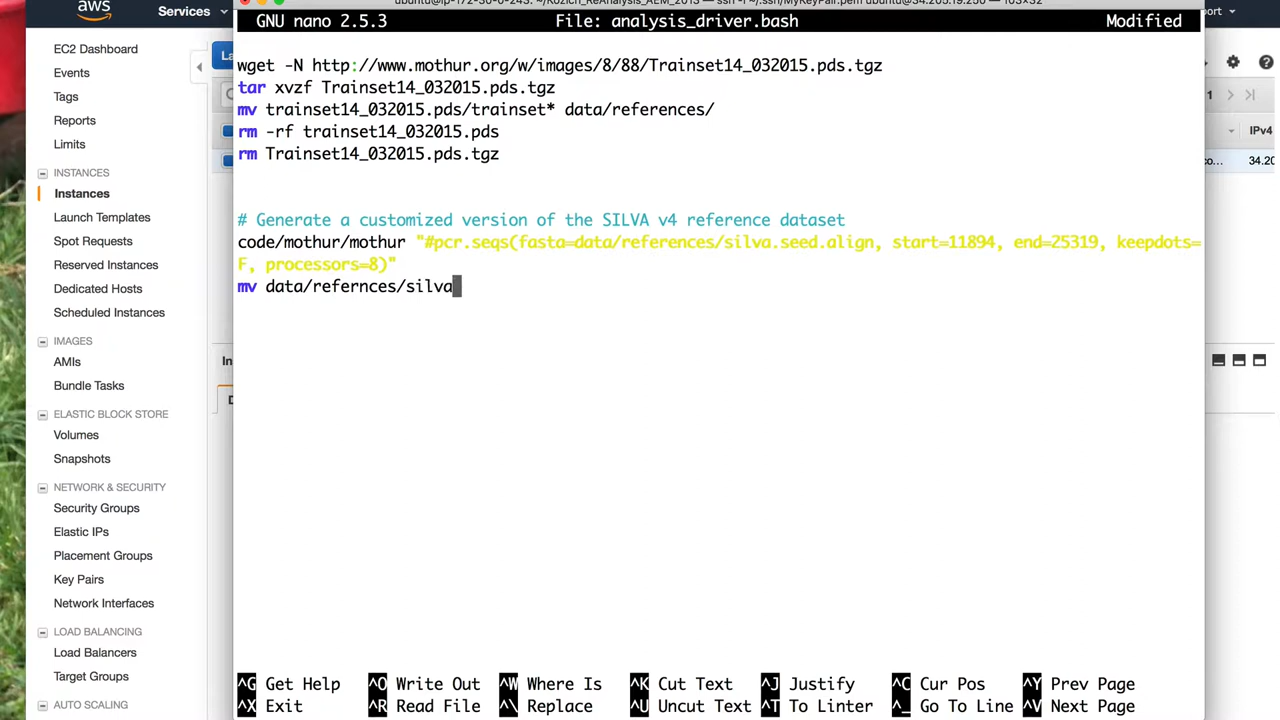 aws
Services
EC2 Dashboard
Events
Tags
Reports
Limits
INSTANCES
Instances
Launch Templates
Spot Requests
Reserved Instances
Dedicated Hosts
Scheduled Instances
IMAGES
AMIs
Bundle Tasks
ELASTIC BLOCK STORE
Volumes
Snapshots
NETWORK & SECURITY
Security Groups
Elastic IPs
Placement Groups
Key Pairs
Network Interfaces
LOAD BALANCING
Load Balancers
Target Groups
AUTO SCALING
GNU nano 2.5.3 File: analysis_driver.bash Modified
wget -N http://www.mothur.org/w/images/8/88/Trainset14_032015.pds.tgz
tar xvzf Trainset14_032015.pds.tgz
mv trainset14_032015.pds/trainset* data/references/
rm -rf trainset14_032015.pds
rm Trainset14_032015.pds.tgz
# Generate a customized version of the SILVA v4 reference dataset
code/mothur/mothur "#pcr.seqs(fasta=data/references/silva.seed.align, start=11894, end=25319, keepdots=
F, processors=8)"
mv data/refernces/silva
^G Get Help ^O Write Out ^W Where Is ^K Cut Text ^J Justify ^C Cur Pos ^Y Prev Page
^X Exit ^R Read File ^\ Replace ^U Uncut Text ^T To Linter ^_ Go To Line ^V Next Page
1
IPv4
34.20